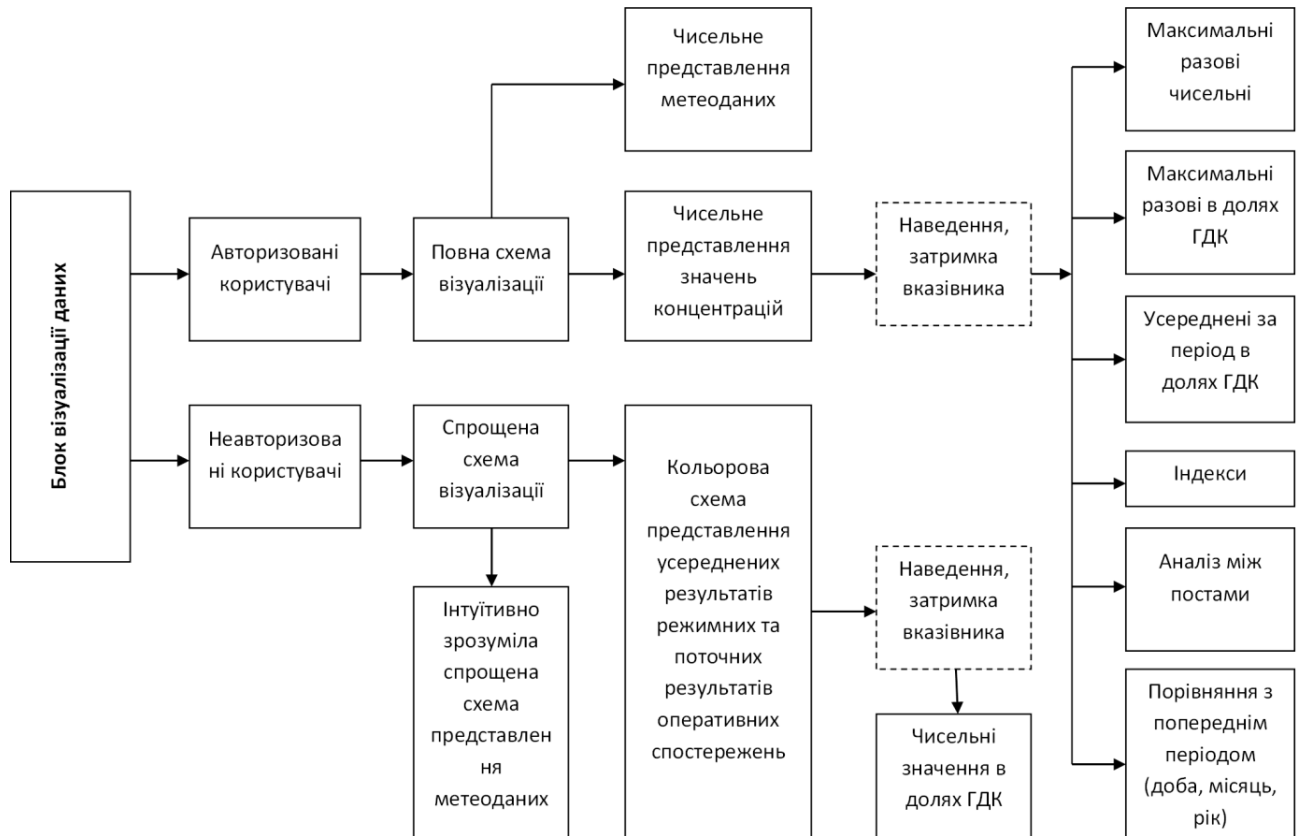 Блок візуалізації даних
Авторизовані
користувачі
Повна схема
візуалізації
Чисельне
представлення
метеоданих
Чисельне
представлення
значень
концентрацій
Наведення,
затримка
вказівника
Максимальні
разові
чисельні
Максимальні
разові в долях
ГДК
Усереднені за
період в
долях ГДК
Індекси
Аналіз між
постами
Порівняння з
попереднім
періодом
(доба, місяць,
рік)
Неавторизова
ні користувачі
Спрощена
схема
візуалізації
Інтуїтивно
зрозуміла
спрощена
схема
представлен
ня
метеоданих
Кольорова
схема
представлення
усереднених
результатів
режимних та
поточних
результатів
оперативних
спостережень
Наведення,
затримка
вказівника
Чисельні
значення в
долях ГДК